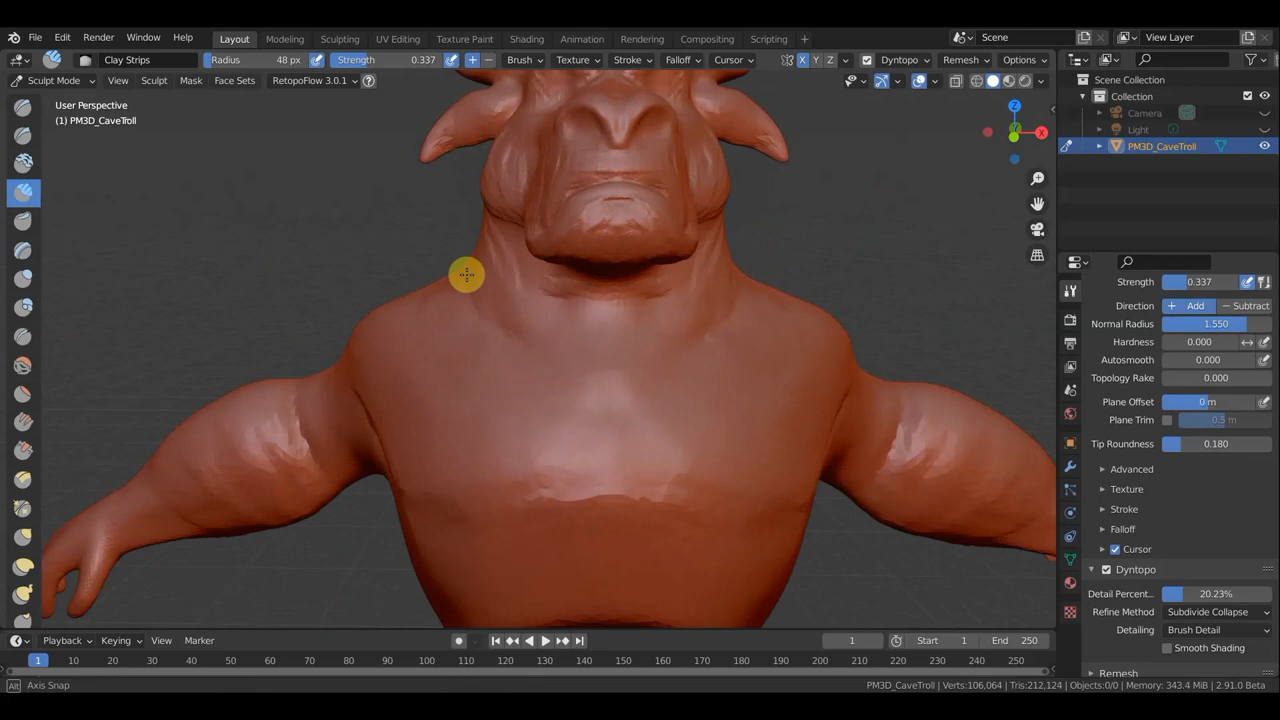 File Edit Render Window Help Layout Modeling Sculpting UV Editing Texture Paint Shading Animation Rendering Compositing Scripting + Scene View Layer
Clay Strips Radius 48 px Strength 0.337 + − Brush Texture Stroke Falloff Cursor X Y Z Dyntopo Remesh Options
Sculpt Mode View Sculpt Mask Face Sets RetopoFlow 3.0.1 ?
User Perspective
(1) PM3D_CaveTroll
Z
X
Scene Collection
Collection
Camera
Light
PM3D_CaveTroll
Strength 0.337
Direction + Add − Subtract
Normal Radius 1.550
Hardness 0.000
Autosmooth 0.000
Topology Rake 0.000
Plane Offset 0 m
Plane Trim 0.5 m
Tip Roundness 0.180
Advanced
Texture
Stroke
Falloff
Cursor
Dyntopo
Detail Percent... 20.23%
Refine Method Subdivide Collapse
Detailing Brush Detail
Smooth Shading
Remesh
Playback Keying View Marker 1 Start 1 End 250
1 10 20 30 40 50 60 70 80 90 100 110 120 130 140 150 160 170 180 190 200 210 220 230 240 250
Alt Axis Snap PM3D_CaveTroll | Verts:106,064 | Tris:212,124 | Objects:0/0 | Memory: 343.4 MiB | 2.91.0 Beta